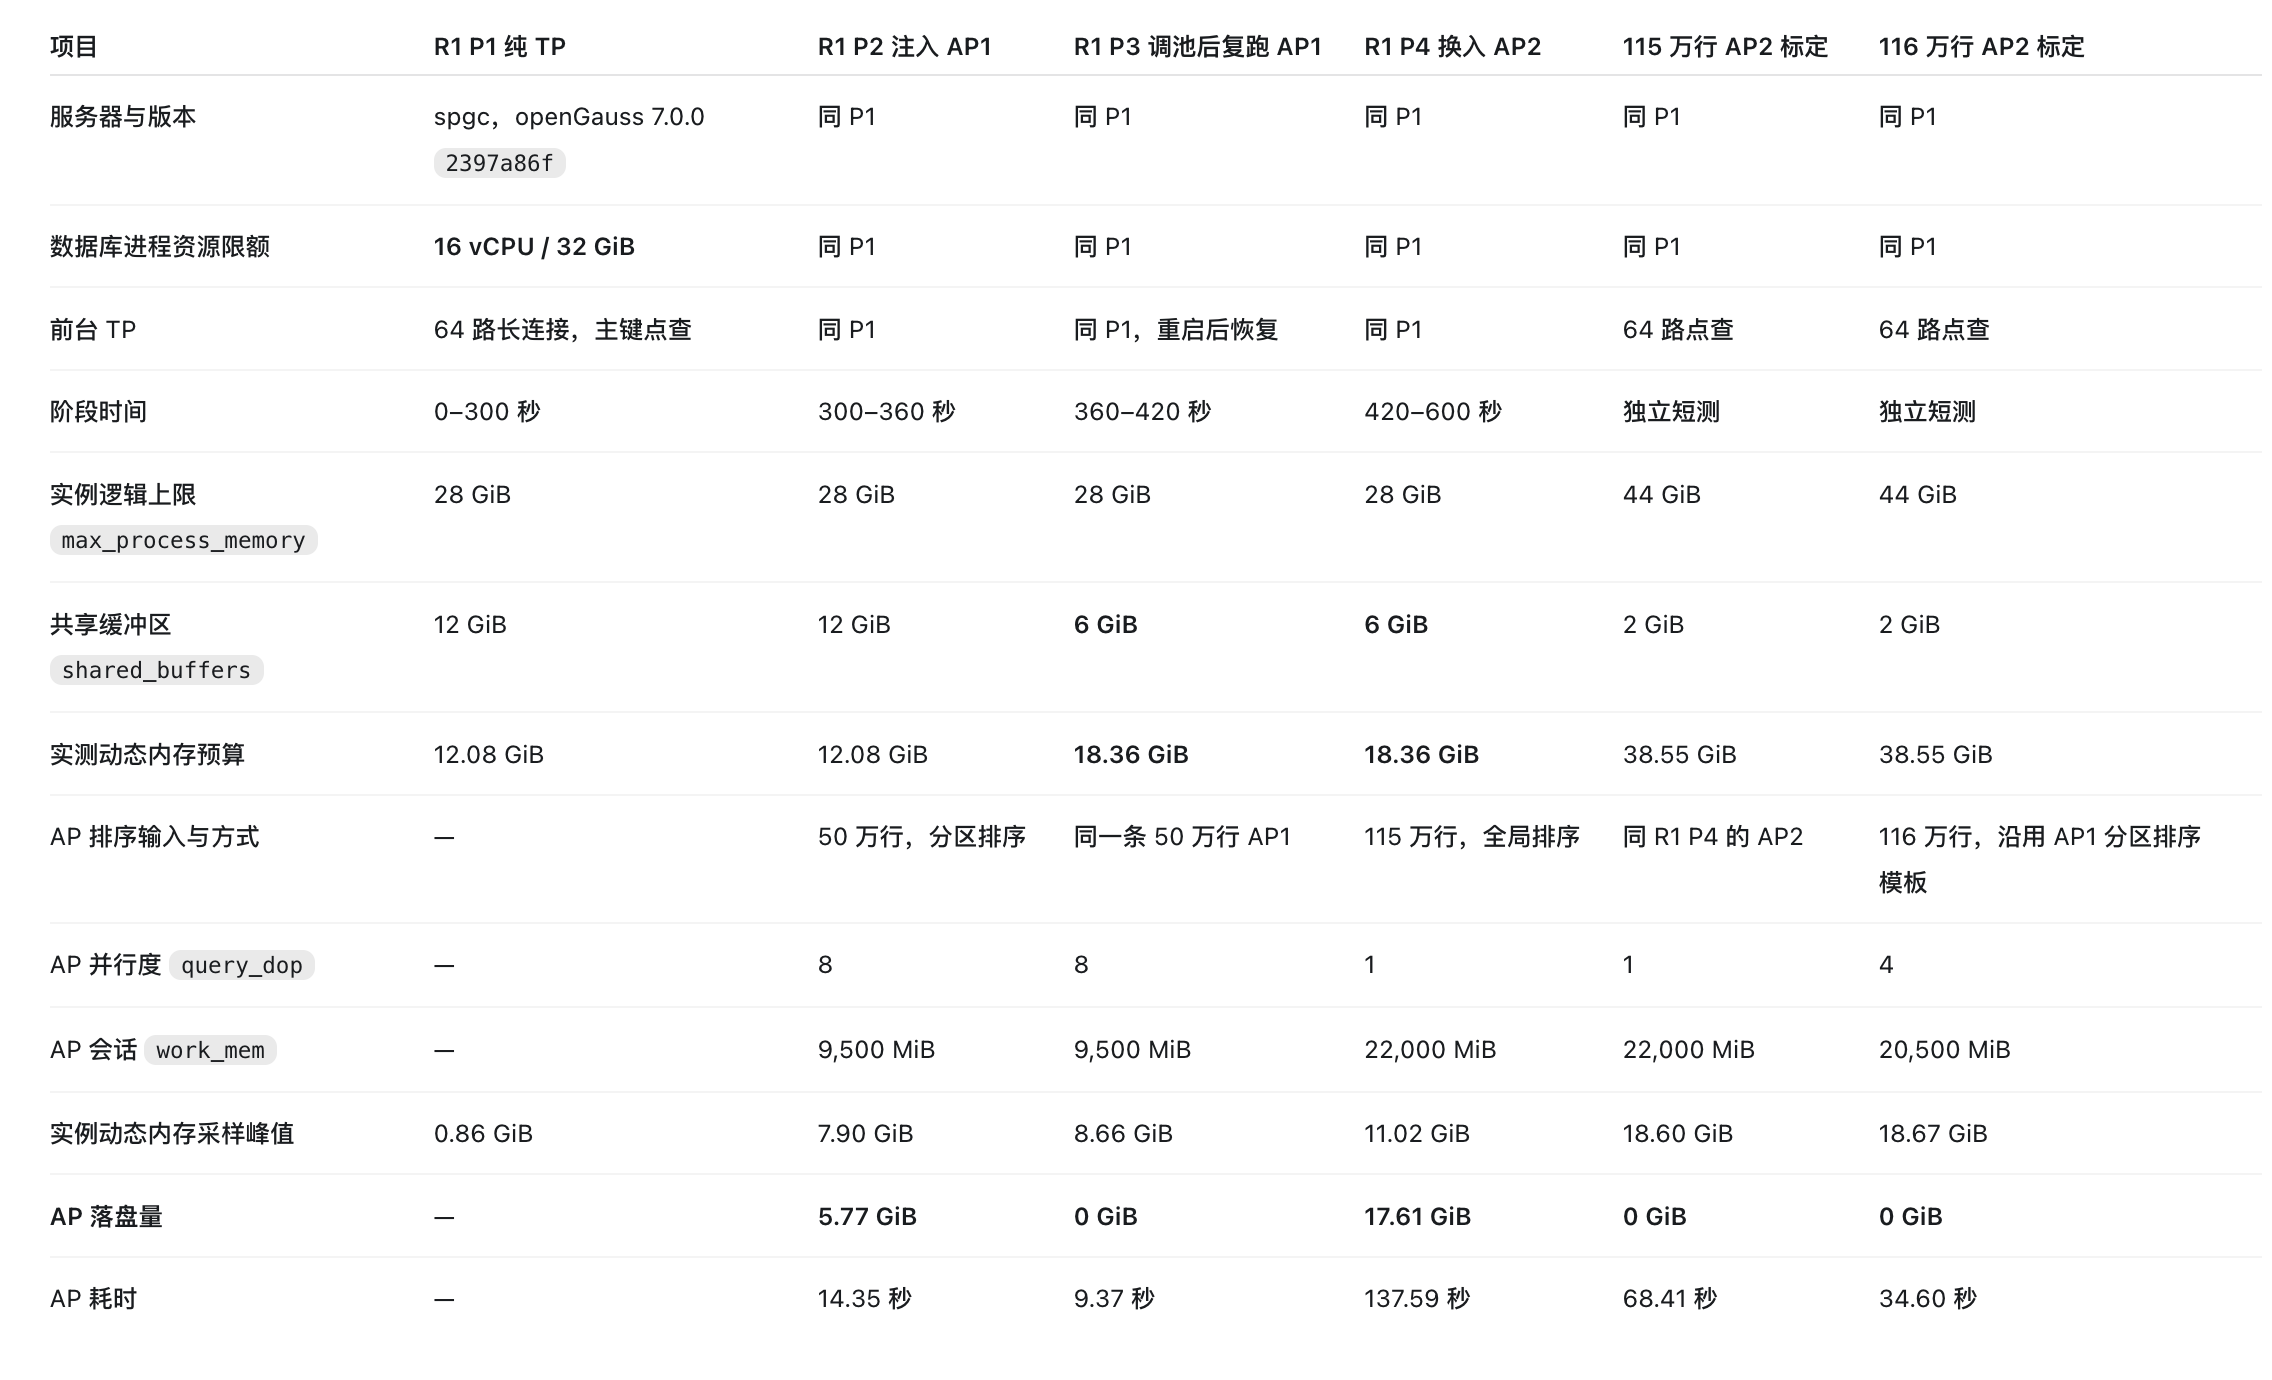 项目 R1 P1 纯 TP R1 P2 注入 AP1 R1 P3 调池后复跑 AP1 R1 P4 换入 AP2 115 万行 AP2 标定 116 万行 AP2 标定
服务器与版本 spgc，openGauss 7.0.0 同 P1 同 P1 同 P1 同 P1 同 P1
2397a86f
数据库进程资源限额 16 vCPU / 32 GiB 同 P1 同 P1 同 P1 同 P1 同 P1
前台 TP 64 路长连接，主键点查 同 P1 同 P1，重启后恢复 同 P1 64 路点查 64 路点查
阶段时间 0–300 秒 300–360 秒 360–420 秒 420–600 秒 独立短测 独立短测
实例逻辑上限 28 GiB 28 GiB 28 GiB 28 GiB 44 GiB 44 GiB
max_process_memory
共享缓冲区 12 GiB 12 GiB 6 GiB 6 GiB 2 GiB 2 GiB
shared_buffers
实测动态内存预算 12.08 GiB 12.08 GiB 18.36 GiB 18.36 GiB 38.55 GiB 38.55 GiB
AP 排序输入与方式 — 50 万行，分区排序 同一条 50 万行 AP1 115 万行，全局排序 同 R1 P4 的 AP2 116 万行，沿用 AP1 分区排序
模板
AP 并行度 query_dop — 8 8 1 1 4
AP 会话 work_mem — 9,500 MiB 9,500 MiB 22,000 MiB 22,000 MiB 20,500 MiB
实例动态内存采样峰值 0.86 GiB 7.90 GiB 8.66 GiB 11.02 GiB 18.60 GiB 18.67 GiB
AP 落盘量 — 5.77 GiB 0 GiB 17.61 GiB 0 GiB 0 GiB
AP 耗时 — 14.35 秒 9.37 秒 137.59 秒 68.41 秒 34.60 秒